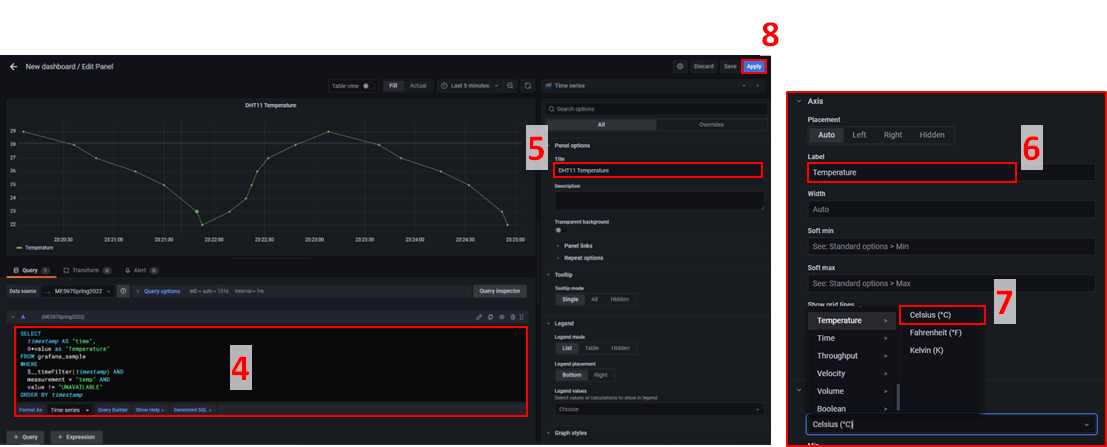 8
New dashboard / Edit Panel
Discard
Save
Apply
Table view
Fill
Actual
Last 5 minutes
Time series
DHT11 Temperature
29
28
27
26
25
24
23
22
23:20:30
23:21:00
23:21:30
23:22:00
23:22:30
23:23:00
23:23:30
23:24:00
23:24:30
23:25:00
Temperature
Search options
All
Overrides
5
Panel options
Title
DHT11 Temperature
Description
Transparent background
Panel links
Repeat options
Tooltip
Tooltip mode
Single
All
Hidden
Legend
Legend mode
List
Table
Hidden
Legend placement
Bottom
Right
Legend values
Select values or calculations to show in legend
Choose
Graph styles
Query
1
Transform
0
Alert
0
Data source
ME597Spring2022
Query options
MD = auto = 1316
Interval = 1m
Query inspector
A
(ME597Spring2022)
SELECT
timestamp AS "time",
0+value as "Temperature"
FROM grafana_sample
WHERE
$__timeFilter(timestamp) AND
measurement = "temp" AND
value != "UNAVAILABLE"
ORDER BY timestamp
4
Format As
Time series
Query Builder
Show Help
Generated SQL
+ Query
+ Expression
Axis
Placement
Auto
Left
Right
Hidden
6
Label
Temperature
Width
Auto
Soft min
See: Standard options > Min
Soft max
See: Standard options > Max
Show grid lines
7
Temperature
Time
Throughput
Velocity
Volume
Boolean
Celsius (°C)
Fahrenheit (°F)
Kelvin (K)
Celsius (°C)
Min